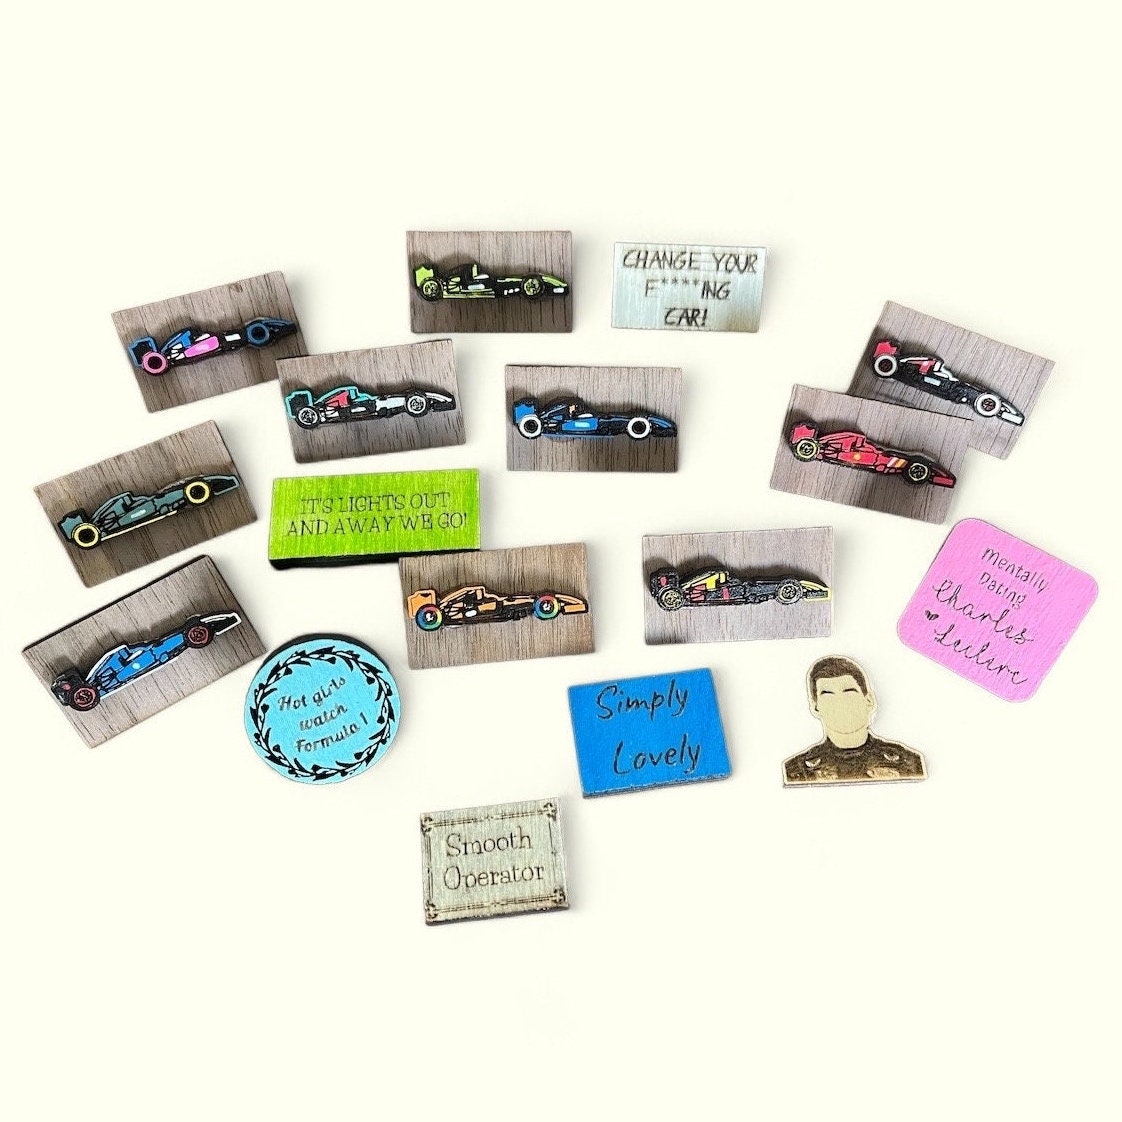 CHANGE YOUR
F****ING
CAR!
IT'S LIGHTS OUT
AND AWAY WE GO!
Mentally
Dating
Charles
Leclirc
Hot girls
watch
Formula 1
Simply
Lovely
Smooth
Operator